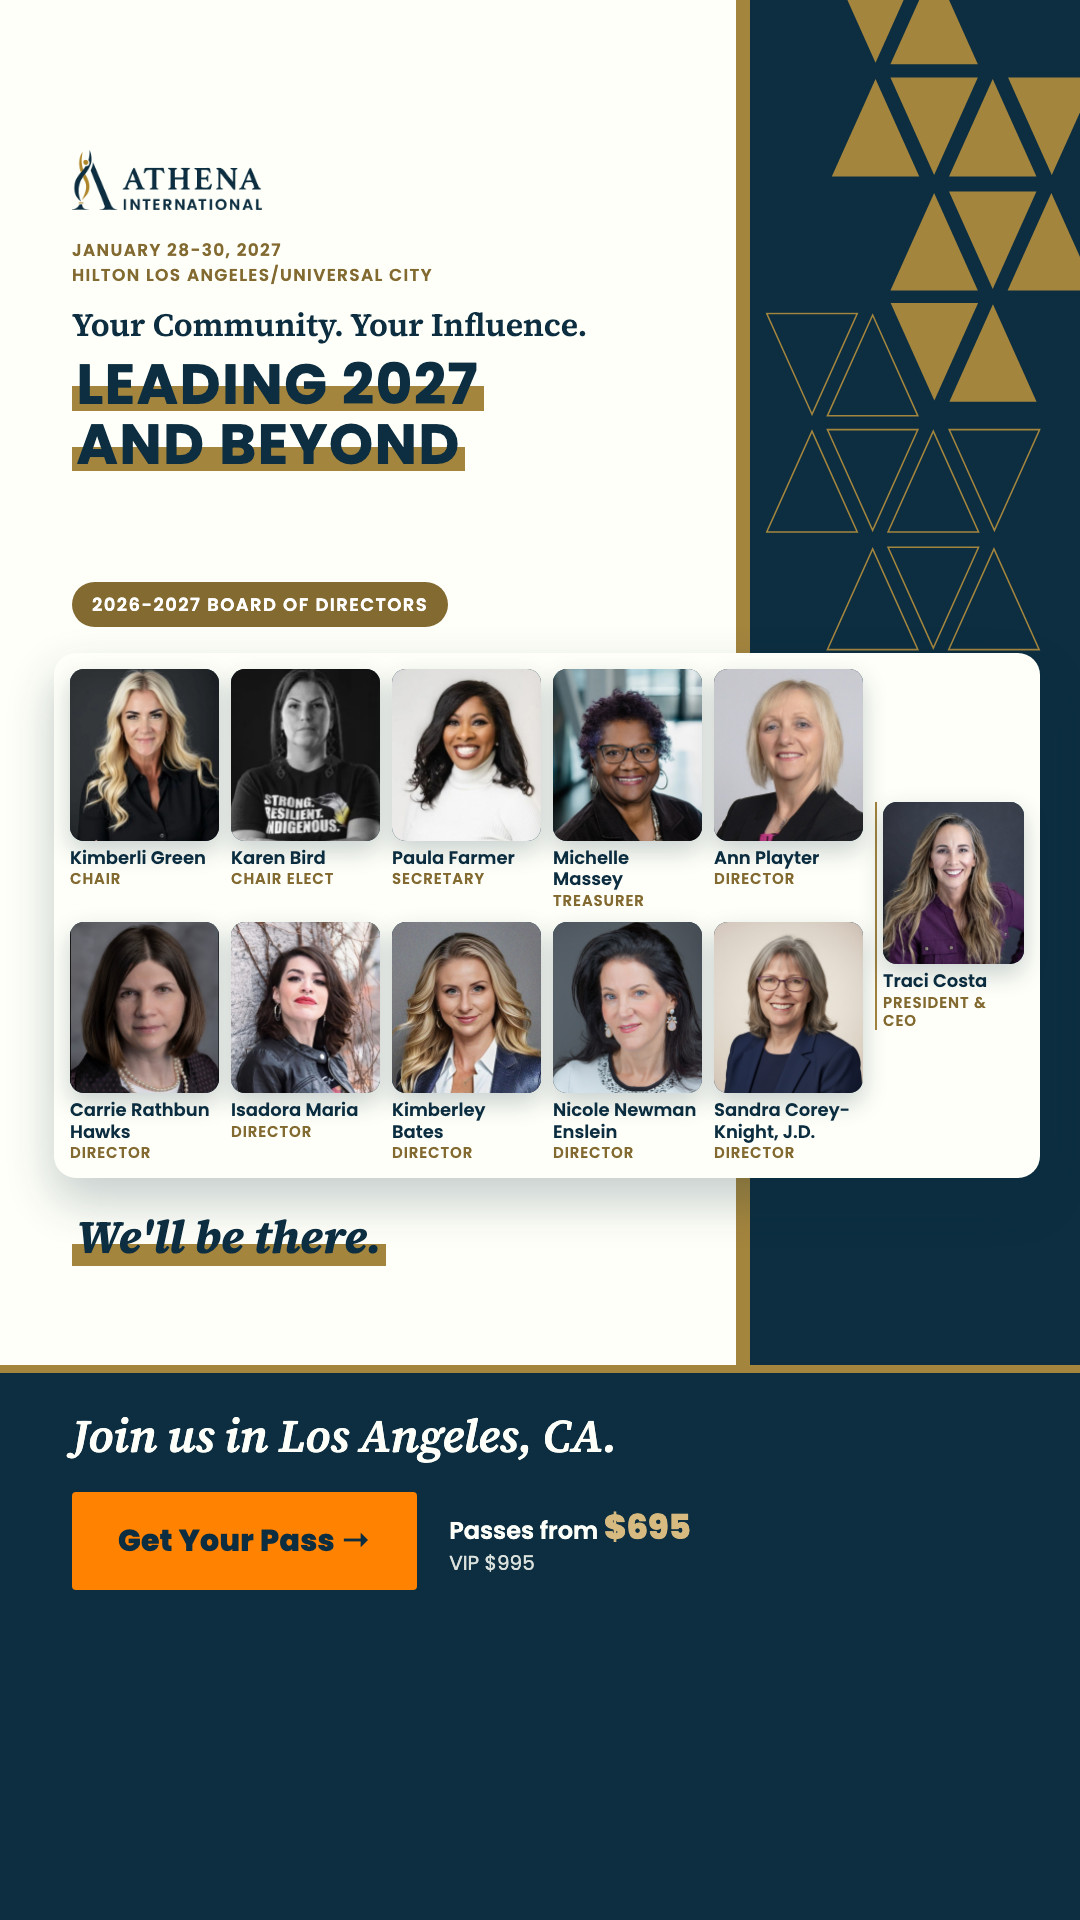 ATHENA
INTERNATIONAL
JANUARY 28-30, 2027
HILTON LOS ANGELES/UNIVERSAL CITY
Your Community. Your Influence.
LEADING 2027
AND BEYOND
2026-2027 BOARD OF DIRECTORS
STRONG.
RESILIENT.
INDIGENOUS.
Kimberli Green
CHAIR
Karen Bird
CHAIR ELECT
Paula Farmer
SECRETARY
Michelle
Massey
TREASURER
Ann Playter
DIRECTOR
Traci Costa
PRESIDENT &
CEO
Carrie Rathbun
Hawks
DIRECTOR
Isadora Maria
DIRECTOR
Kimberley
Bates
DIRECTOR
Nicole Newman
Enslein
DIRECTOR
Sandra Corey-
Knight, J.D.
DIRECTOR
We'll be there.
Join us in Los Angeles, CA.
Get Your Pass →
Passes from $695
VIP $995